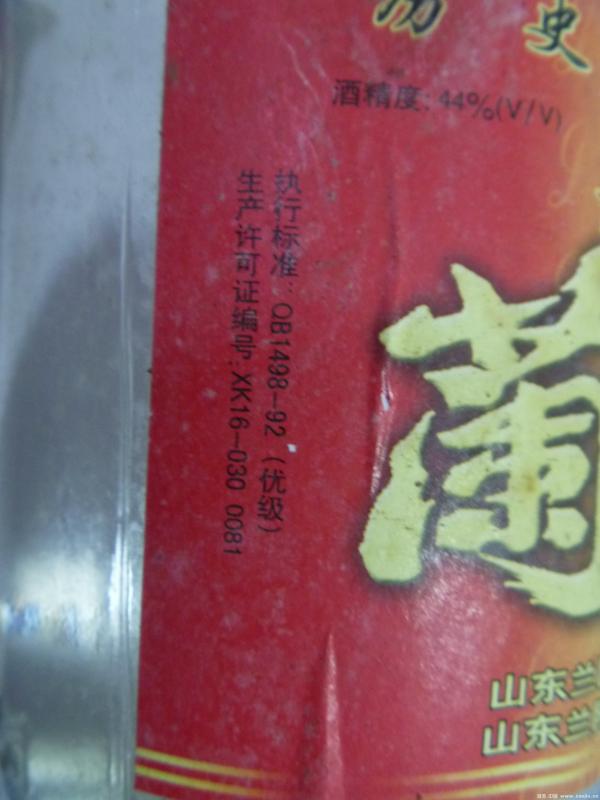 历史
酒精度: 44%(V/V)
执行标准: QB1498-92（优级）
生产许可证编号: XK16-030 0081
蘭
山东兰
山东兰